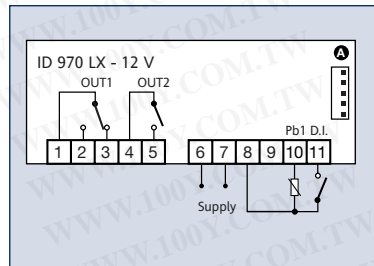 ID 970 LX - 12 V
A
OUT1 OUT2
Pb1 D.I.
1 2 3 4 5 6 7 8 9 10 11
Supply
WWW.100Y.COM.TW